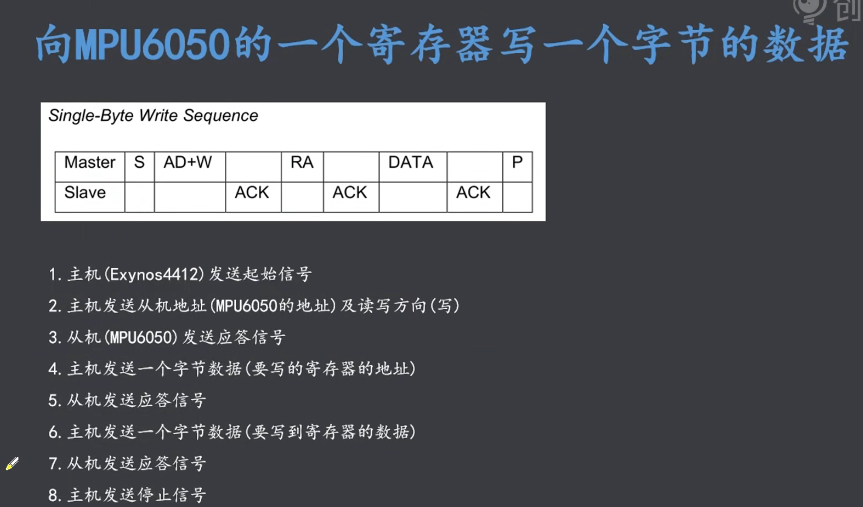 创
向MPU6050的一个寄存器写一个字节的数据
Single-Byte Write Sequence
Master S AD+W RA DATA P
Slave ACK ACK ACK
1.主机(Exynos4412)发送起始信号
2.主机发送从机地址(MPU6050的地址)及读写方向(写)
3.从机(MPU6050)发送应答信号
4.主机发送一个字节数据(要写的寄存器的地址)
5.从机发送应答信号
6.主机发送一个字节数据(要写到寄存器的数据)
7.从机发送应答信号
8.主机发送停止信号